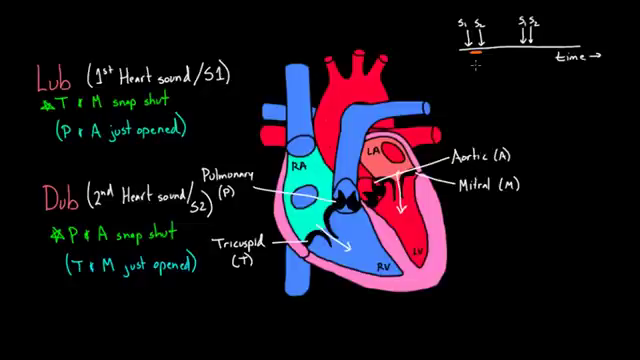 S1 S2 S1 S2
time →
Lub (1st Heart sound/S1)
T & M snap shut
(P & A just opened)
Dub (2nd Heart sound/S2)
P & A snap shut
(T & M just opened)
Pulmonary
(P)
Tricuspid
(T)
RA
LA
Aortic (A)
Mitral (M)
RV
LV